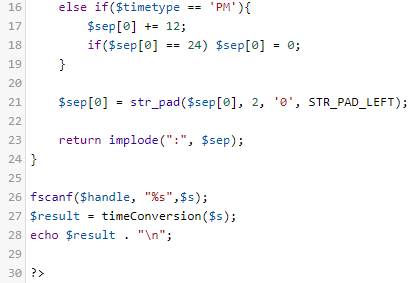 16 else if($timetype == 'PM'){
17 $sep[0] += 12;
18 if($sep[0] == 24) $sep[0] = 0;
19 }
20
21 $sep[0] = str_pad($sep[0], 2, '0', STR_PAD_LEFT);
22
23 return implode(":", $sep);
24 }
25
26 fscanf($handle, "%s",$s);
27 $result = timeConversion($s);
28 echo $result . "\n";
29
30 ?>